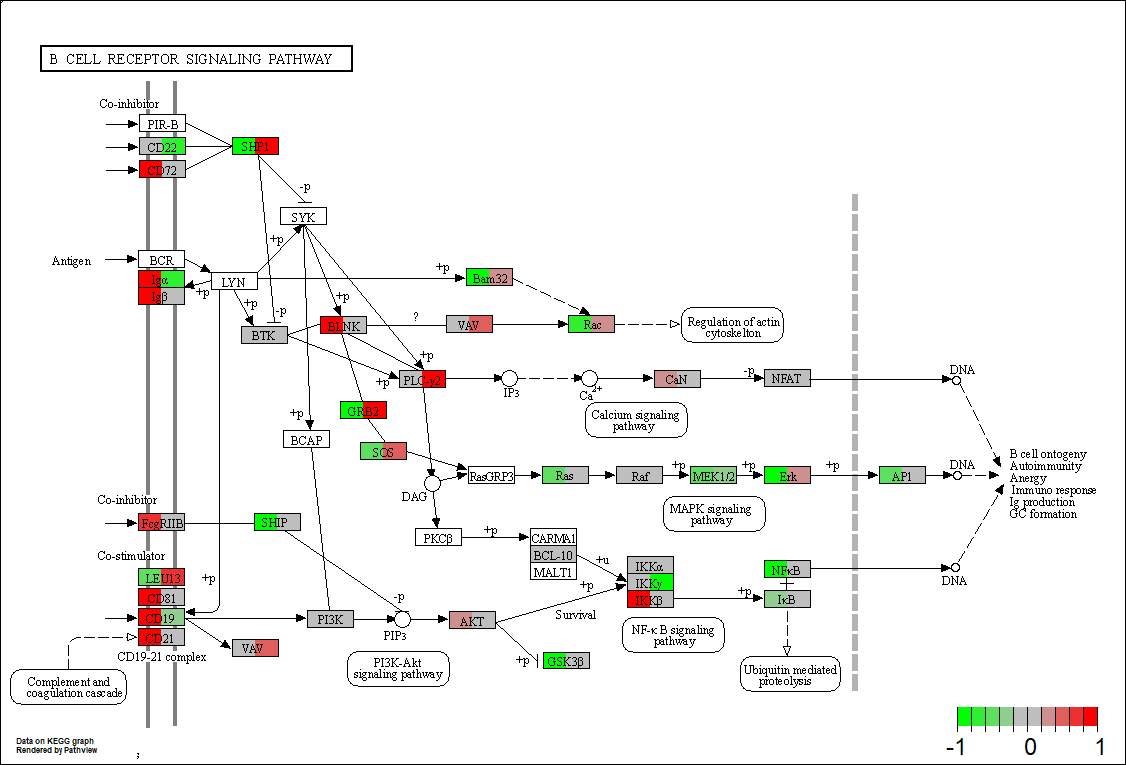 B CELL RECEPTOR SIGNALING PATHWAY
Co-inhibitor
PIR-B
CD22
SHP1
CD72
-p
SYK
+p
Antigen
BCR
Igα
Igβ
+p
LYN
+p
Bam32
+p
-p
+p
BTK
BLNK
?
VAV
Rac
Regulation of actin
cytoskelton
+p
+p
PLC-γ2
IP3
Ca2+
CaN
-p
NFAT
DNA
Calcium signaling
pathway
GRB2
+p
BCAP
SOS
DAG
RasGRP3
Ras
Raf
+p
MEK1/2
+p
Erk
+p
AP1
DNA
B cell ontogeny
Autoimmunity
Anergy
Immuno response
Ig production
GC formation
MAPK signaling
pathway
Co-inhibitor
FcgRIIB
SHIP
PKCβ
+p
CARMA1
BCL-10
MALT1
+u
+p
IKKα
IKKγ
IKKβ
+p
NFκB
IκB
DNA
Co-stimulator
LEU13
+p
CD81
CD19
CD21
CD19-21 complex
VAV
PI3K
-p
PIP3
AKT
Survival
+p
GSK3β
NF-κ B signaling
pathway
Ubiquitin mediated
proteolysis
PI3K-Akt
signaling pathway
Complement and
coagulation cascade
-1 0 1
Data on KEGG graph
Rendered by Pathview
;